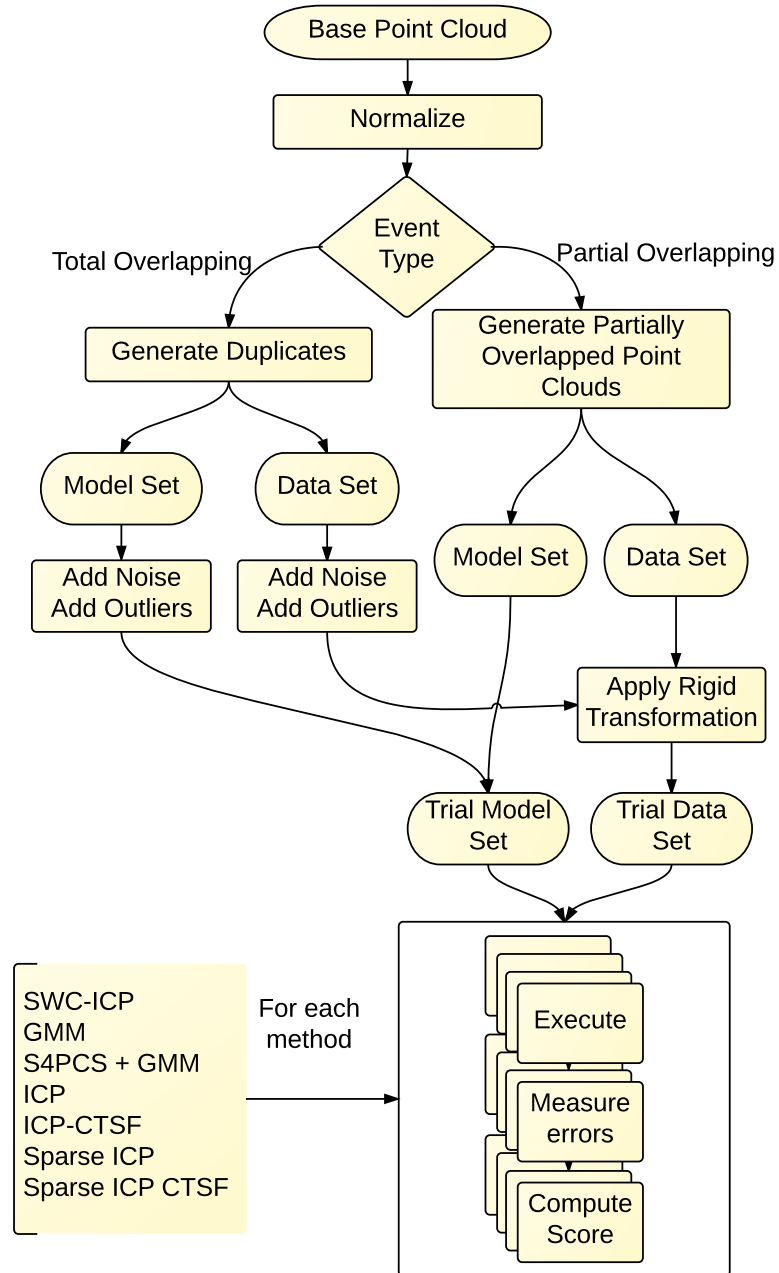 Base Point Cloud
Normalize
Event
Type
Total Overlapping
Partial Overlapping
Generate Duplicates
Generate Partially
Overlapped Point
Clouds
Model Set
Data Set
Model Set
Data Set
Add Noise
Add Outliers
Add Noise
Add Outliers
Apply Rigid
Transformation
Trial Model
Set
Trial Data
Set
SWC-ICP
GMM
S4PCS + GMM
ICP
ICP-CTSF
Sparse ICP
Sparse ICP CTSF
For each
method
Execute
Measure
errors
Compute
Score